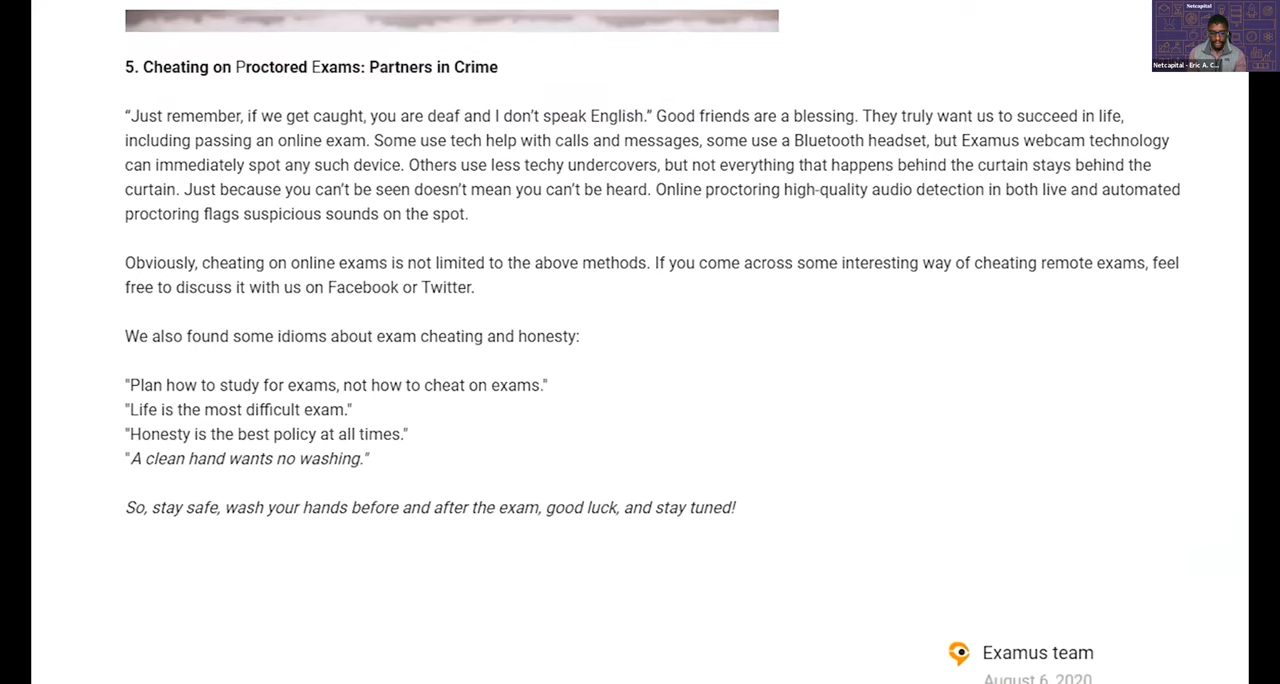 Netcapital
Netcapital - Eric A. C...
5. Cheating on Proctored Exams: Partners in Crime
“Just remember, if we get caught, you are deaf and I don’t speak English.” Good friends are a blessing. They truly want us to succeed in life,
including passing an online exam. Some use tech help with calls and messages, some use a Bluetooth headset, but Examus webcam technology
can immediately spot any such device. Others use less techy undercovers, but not everything that happens behind the curtain stays behind the
curtain. Just because you can’t be seen doesn’t mean you can’t be heard. Online proctoring high-quality audio detection in both live and automated
proctoring flags suspicious sounds on the spot.
Obviously, cheating on online exams is not limited to the above methods. If you come across some interesting way of cheating remote exams, feel
free to discuss it with us on Facebook or Twitter.
We also found some idioms about exam cheating and honesty:
"Plan how to study for exams, not how to cheat on exams."
"Life is the most difficult exam."
"Honesty is the best policy at all times."
"A clean hand wants no washing."
So, stay safe, wash your hands before and after the exam, good luck, and stay tuned!
Examus team
August 6, 2020